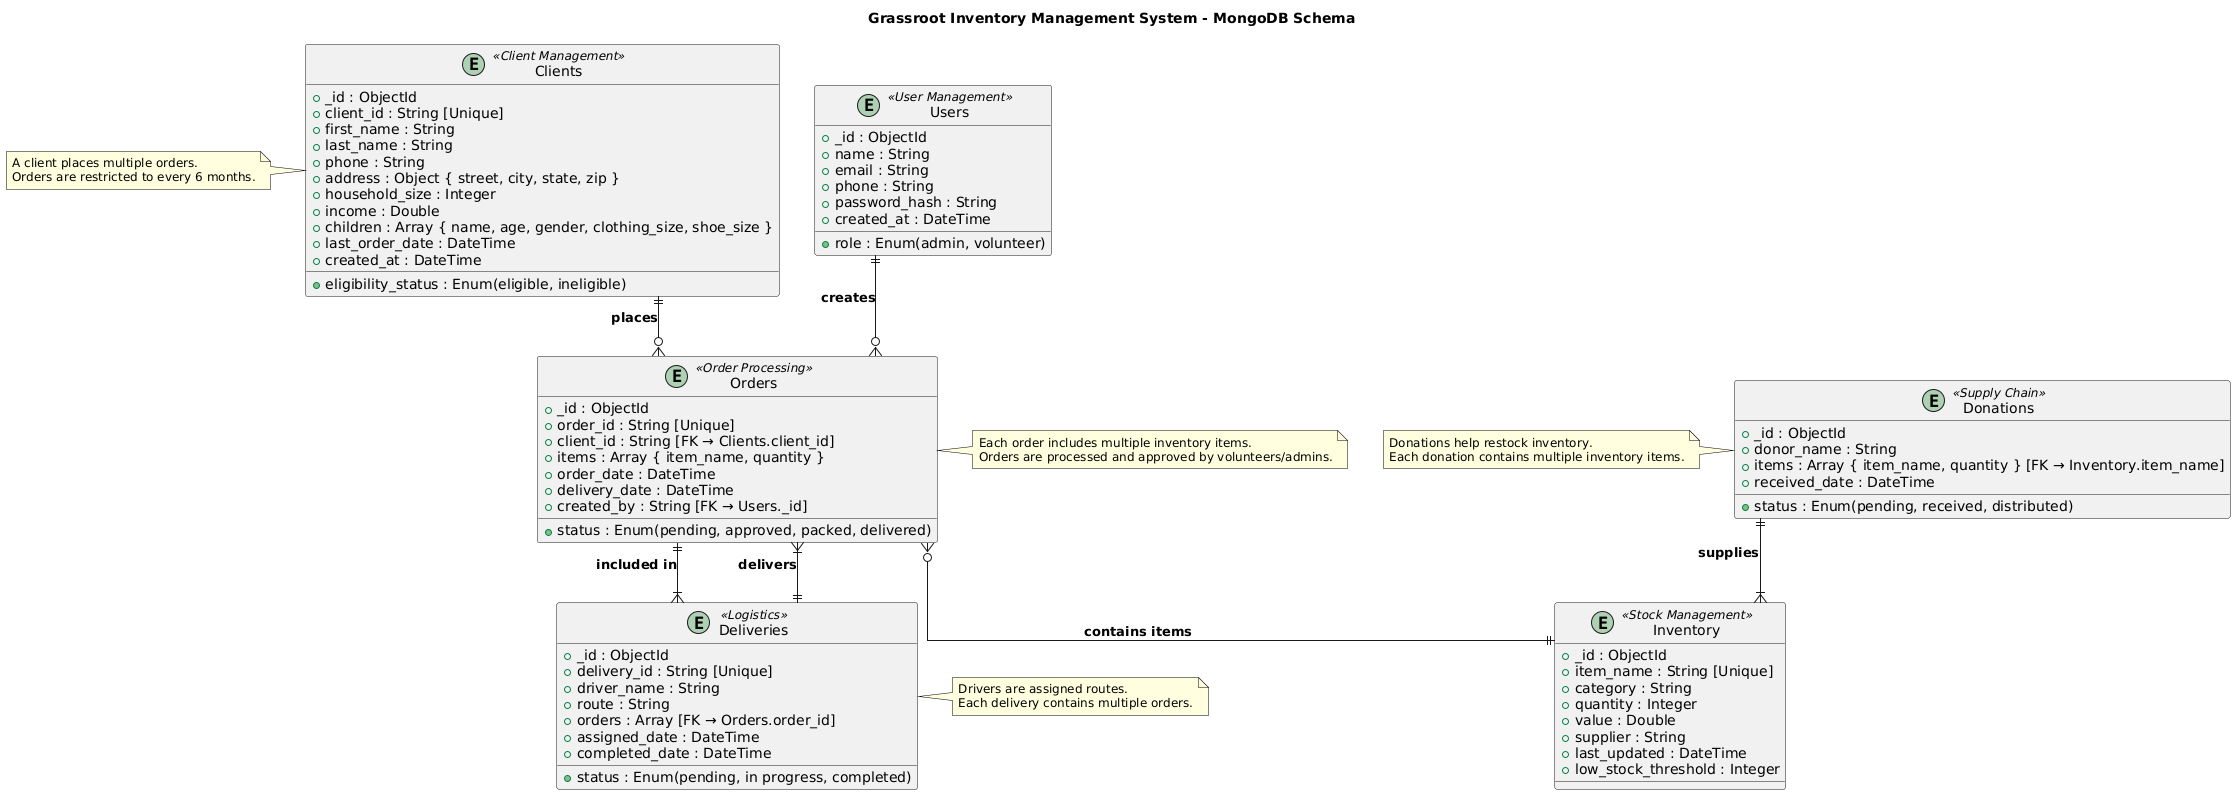 Grassroot Inventory Management System - MongoDB Schema
«Client Management»
Clients
_id : ObjectId
client_id : String [Unique]
first_name : String
last_name : String
phone : String
address : Object { street, city, state, zip }
household_size : Integer
income : Double
children : Array { name, age, gender, clothing_size, shoe_size }
last_order_date : DateTime
created_at : DateTime
eligibility_status : Enum(eligible, ineligible)
A client places multiple orders.
Orders are restricted to every 6 months.
«User Management»
Users
_id : ObjectId
name : String
email : String
phone : String
password_hash : String
created_at : DateTime
role : Enum(admin, volunteer)
places
creates
«Order Processing»
Orders
_id : ObjectId
order_id : String [Unique]
client_id : String [FK → Clients.client_id]
items : Array { item_name, quantity }
order_date : DateTime
delivery_date : DateTime
created_by : String [FK → Users._id]
status : Enum(pending, approved, packed, delivered)
Each order includes multiple inventory items.
Orders are processed and approved by volunteers/admins.
Donations help restock inventory.
Each donation contains multiple inventory items.
«Supply Chain»
Donations
_id : ObjectId
donor_name : String
items : Array { item_name, quantity } [FK → Inventory.item_name]
received_date : DateTime
status : Enum(pending, received, distributed)
included in
delivers
supplies
contains items
«Logistics»
Deliveries
_id : ObjectId
delivery_id : String [Unique]
driver_name : String
route : String
orders : Array [FK → Orders.order_id]
assigned_date : DateTime
completed_date : DateTime
status : Enum(pending, in progress, completed)
Drivers are assigned routes.
Each delivery contains multiple orders.
«Stock Management»
Inventory
_id : ObjectId
item_name : String [Unique]
category : String
quantity : Integer
value : Double
supplier : String
last_updated : DateTime
low_stock_threshold : Integer